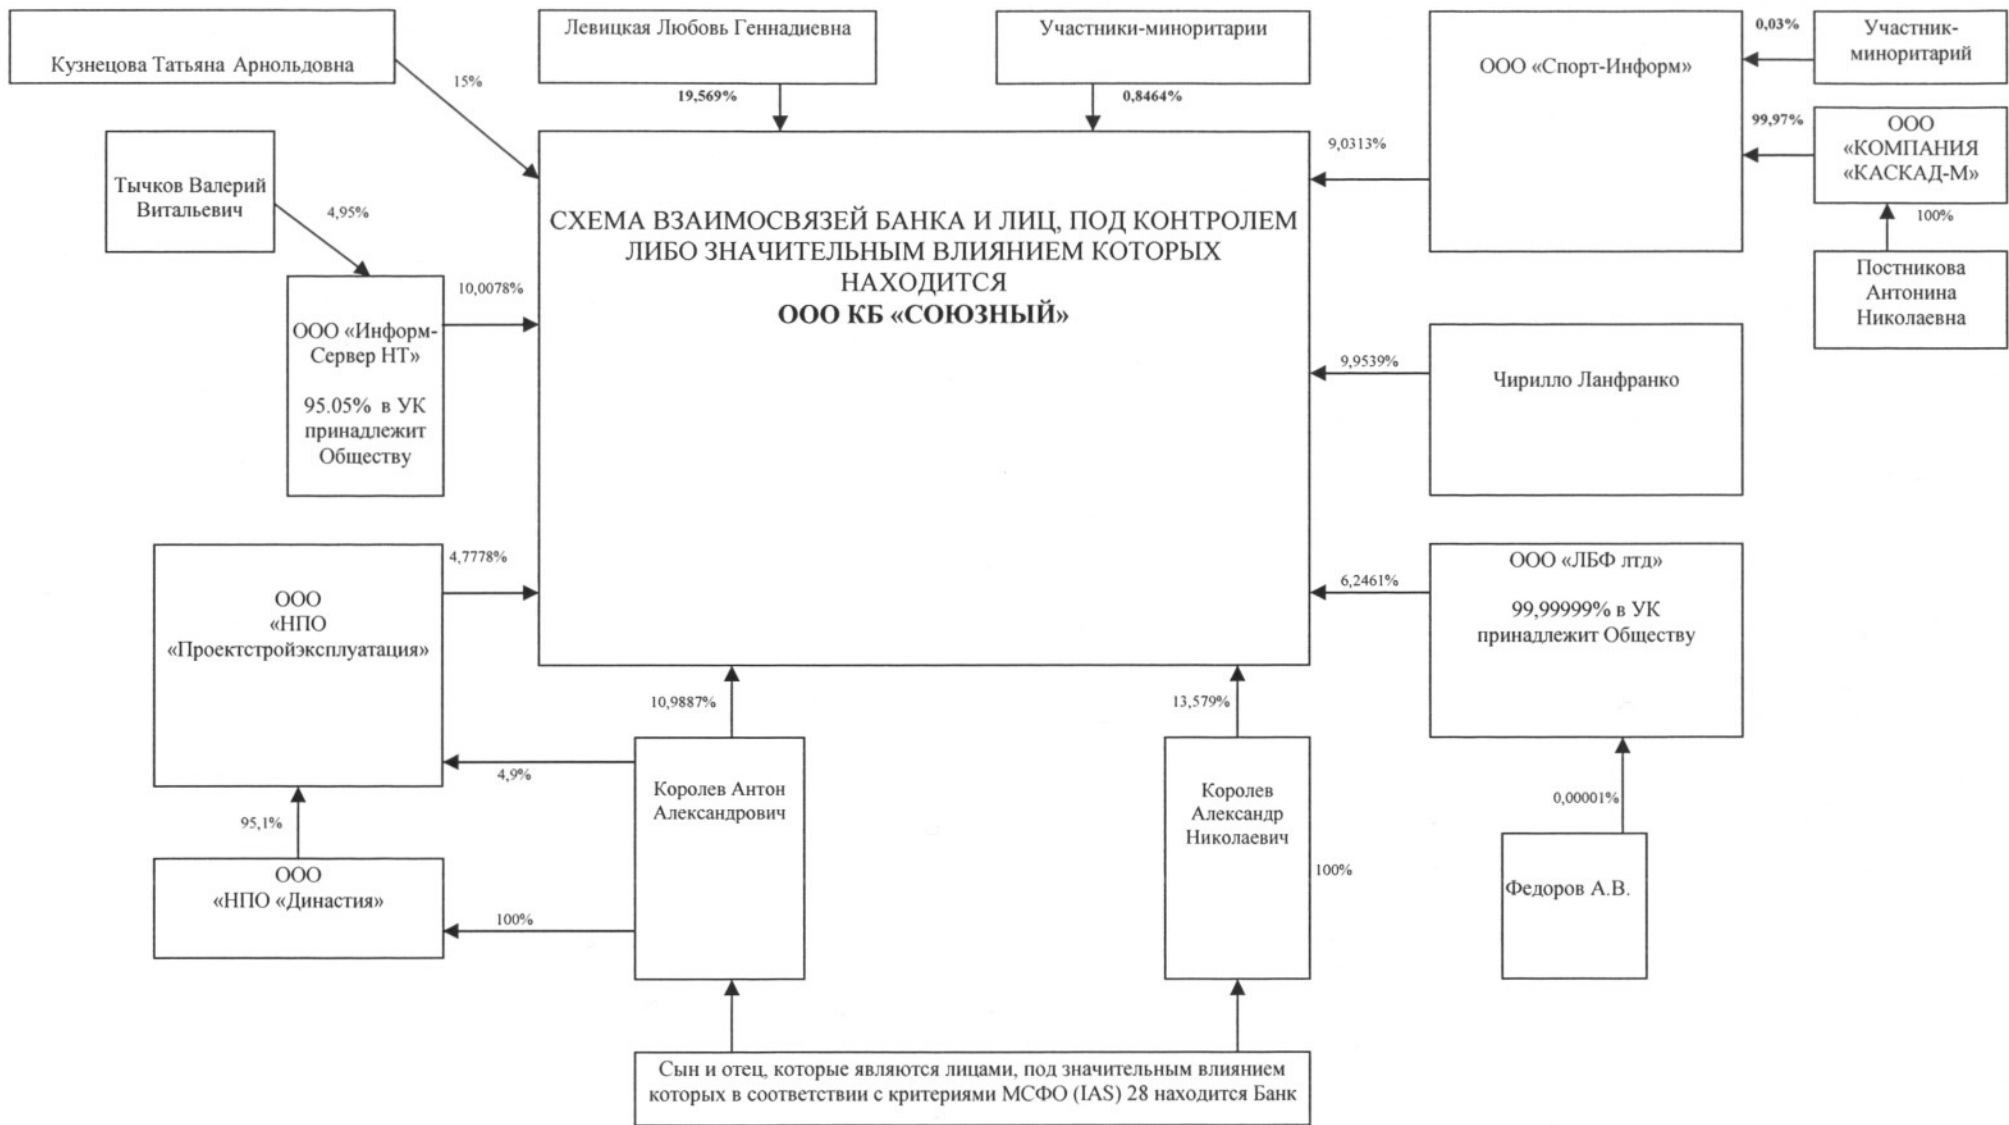 Кузнецова Татьяна Арнольдовна
15%
Левицкая Любовь Геннадиевна
19,569%
Участники-миноритарии
0,8464%
ООО «Спорт-Информ»
9,0313%
0,03%
Участник-
миноритарий
99,97%
ООО
«КОМПАНИЯ
«КАСКАД-М»
100%
Постникова
Антонина
Николаевна
Тычков Валерий
Витальевич
4,95%
СХЕМА ВЗАИМОСВЯЗЕЙ БАНКА И ЛИЦ, ПОД КОНТРОЛЕМ
ЛИБО ЗНАЧИТЕЛЬНЫМ ВЛИЯНИЕМ КОТОРЫХ
НАХОДИТСЯ
ООО КБ «СОЮЗНЫЙ»
ООО «Информ-
Сервер НТ»
95.05% в УК
принадлежит
Обществу
10,0078%
9,9539%
Чирилло Ланфранко
ООО
«НПО
«Проектстройэксплуатация»
4,7778%
6,2461%
ООО «ЛБФ лтд»
99,99999% в УК
принадлежит Обществу
10,9887%
13,579%
4,9%
Королев Антон
Александрович
Королев
Александр
Николаевич
100%
0,00001%
Федоров А.В.
95,1%
ООО
«НПО «Династия»
100%
Сын и отец, которые являются лицами, под значительным влиянием
которых в соответствии с критериями МСФО (IAS) 28 находится Банк